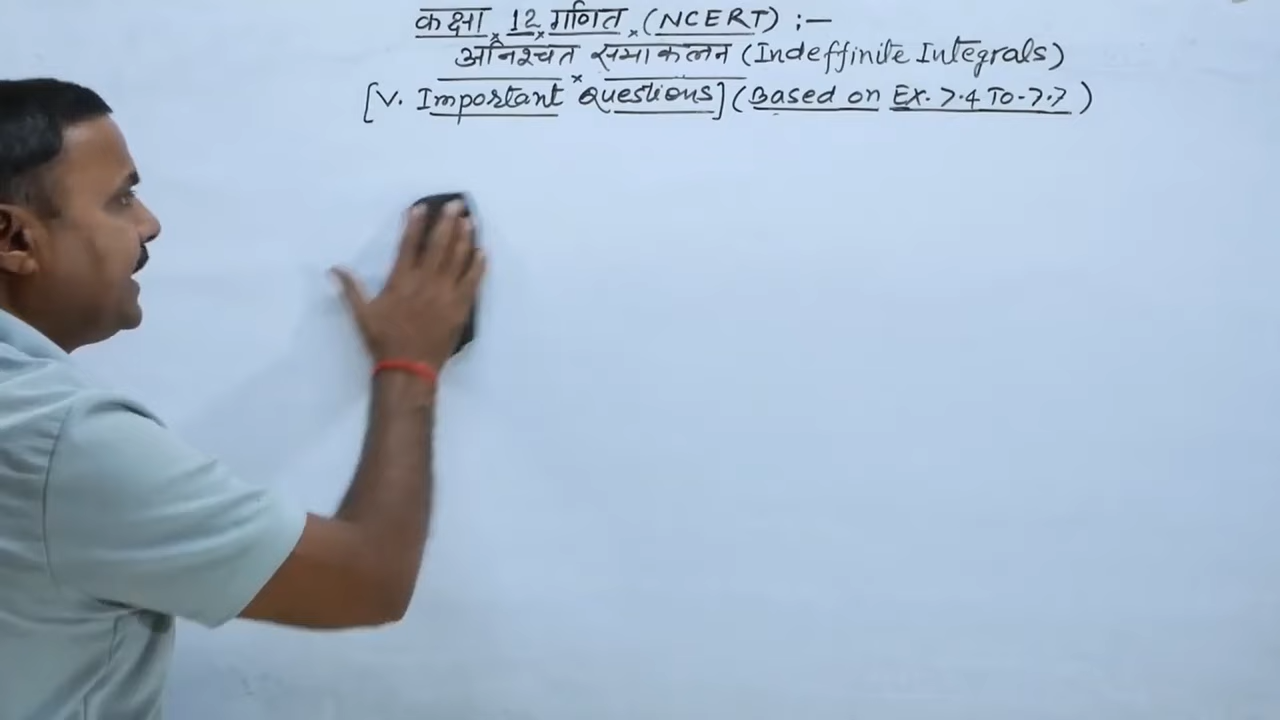 कक्षा × 12 × गणित × (NCERT) :—
अनिश्चत समाकलन (Indeffinite Integrals)
[V. Important × Questions] (Based on EX. 7.4 To-7.7)